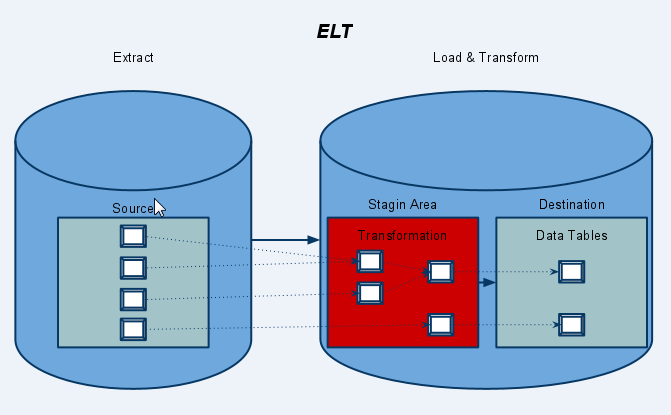 ELT
Extract
Load & Transform
Source
Stagin Area
Destination
Transformation
Data Tables